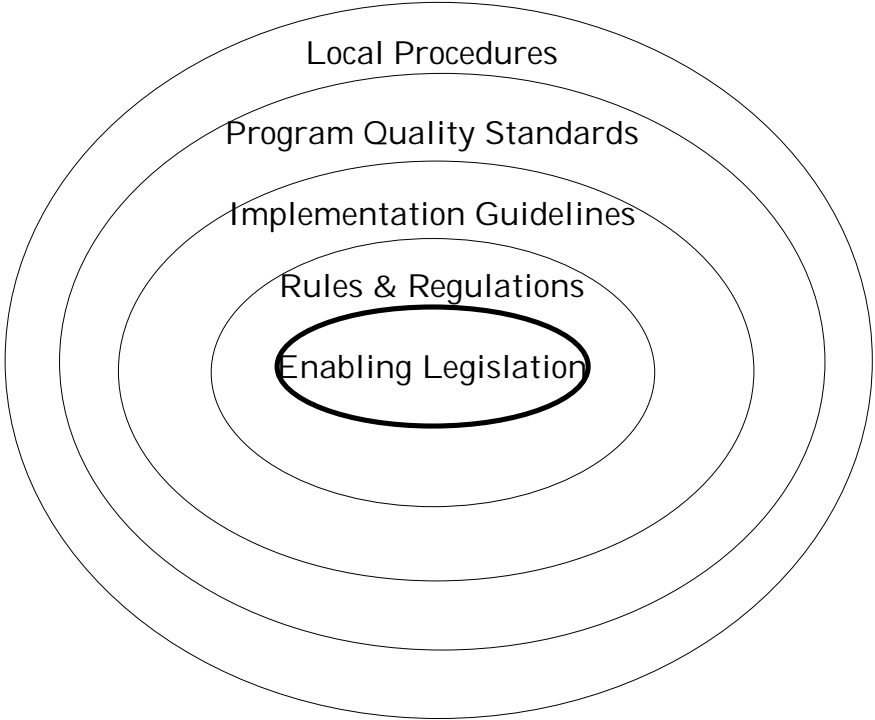 Local Procedures
Program Quality Standards
Implementation Guidelines
Rules & Regulations
Enabling Legislation